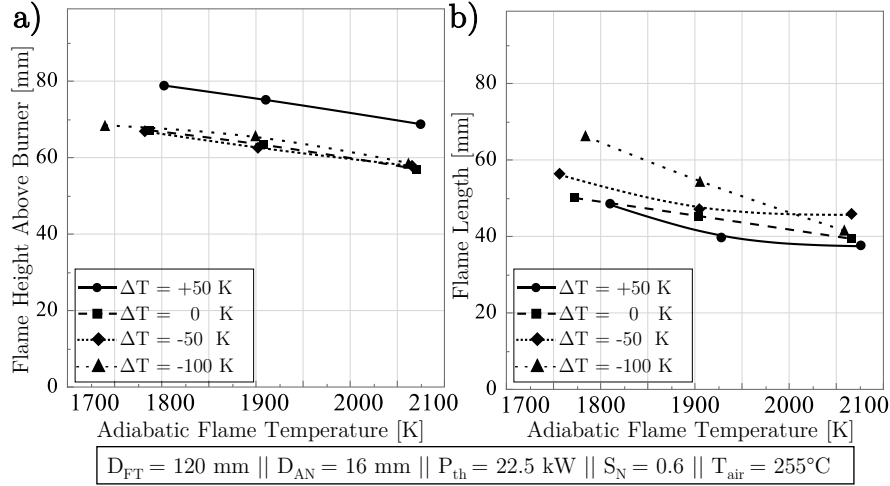 a)
Flame Height Above Burner [mm]
80
60
40
20
0
ΔT = +50 K
ΔT = 0 K
ΔT = -50 K
ΔT = -100 K
1700 1800 1900 2000 2100
Adiabatic Flame Temperature [K]
b)
Flame Length [mm]
80
60
40
20
0
ΔT = +50 K
ΔT = 0 K
ΔT = -50 K
ΔT = -100 K
1700 1800 1900 2000 2100
Adiabatic Flame Temperature [K]
D_FT = 120 mm || D_AN = 16 mm || P_th = 22.5 kW || S_N = 0.6 || T_air = 255°C